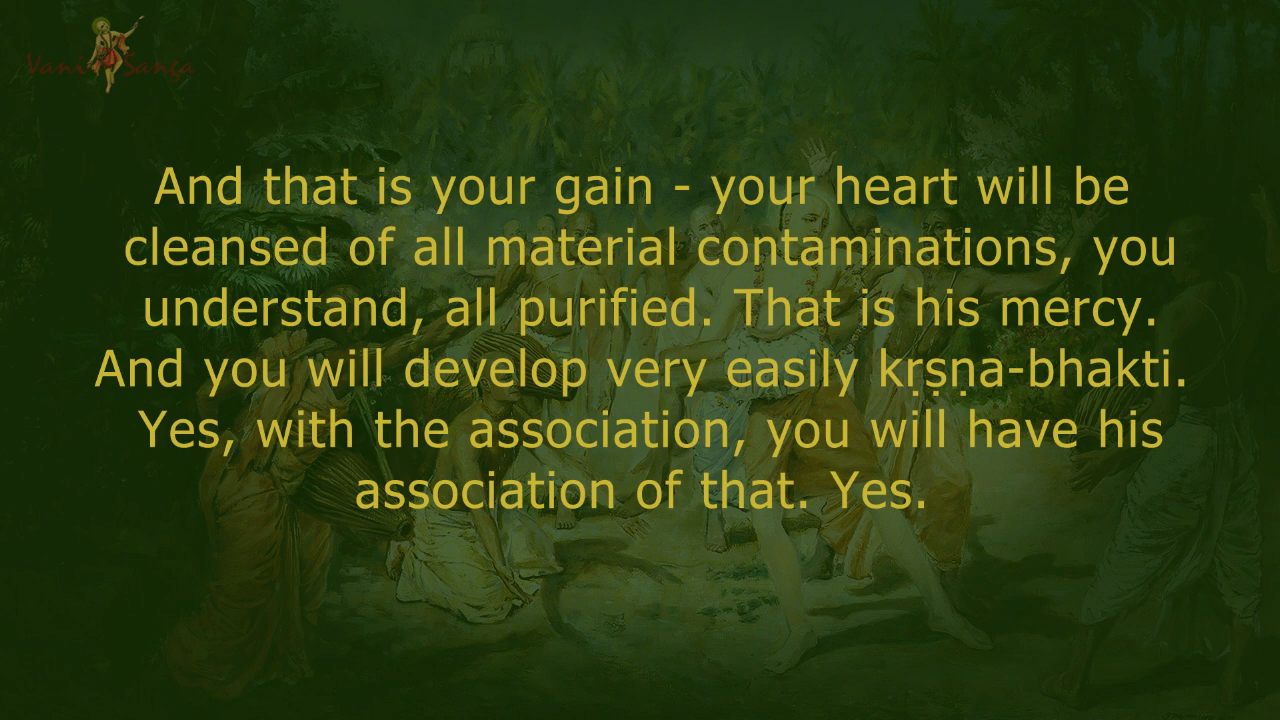 Vani Sanga
And that is your gain - your heart will be
cleansed of all material contaminations, you
understand, all purified. That is his mercy.
And you will develop very easily kṛṣṇa-bhakti.
Yes, with the association, you will have his
association of that. Yes.